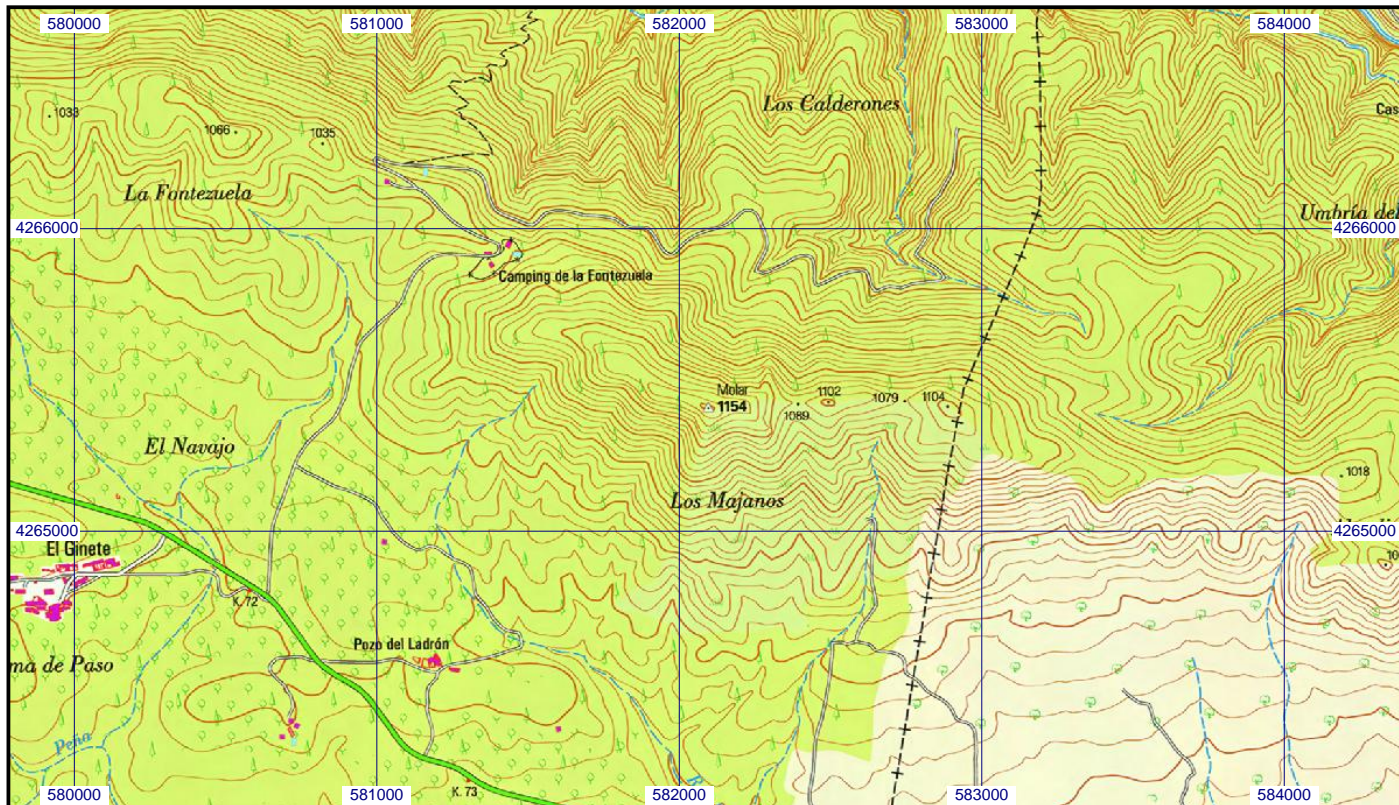 580000
581000
582000
583000
584000
1033
1066
1035
Los Calderones
Cas
La Fontezuela
Umbría del
4266000
4266000
Camping de la Fontezuela
Molar
1154
1089
1102
1079
1104
El Navajo
Los Majanos
1018
4265000
4265000
El Ginete
10
K. 72
Pozo del Ladrón
ma de Paso
Peña
K. 73
580000
581000
582000
583000
584000